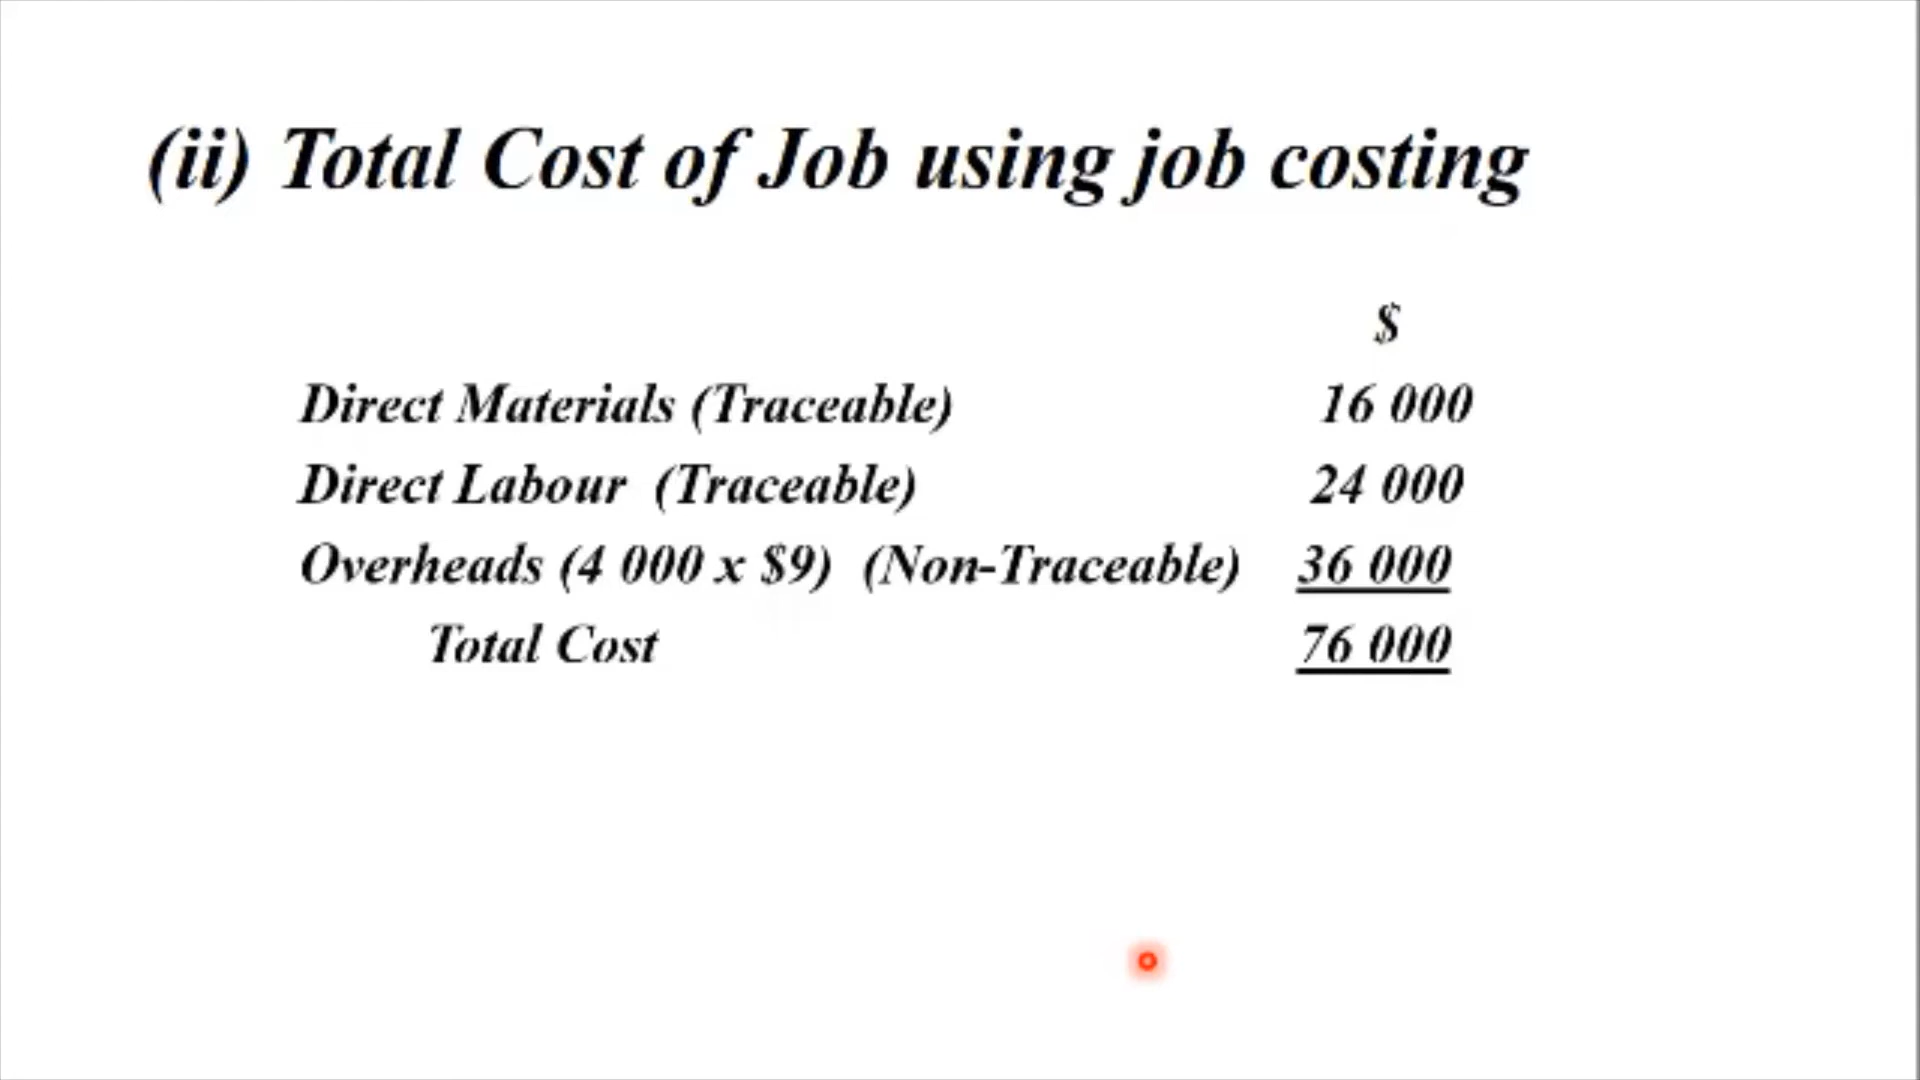 (ii) Total Cost of Job using job costing
$
Direct Materials (Traceable) 16 000
Direct Labour (Traceable) 24 000
Overheads (4 000 x $9) (Non-Traceable) 36 000
Total Cost 76 000